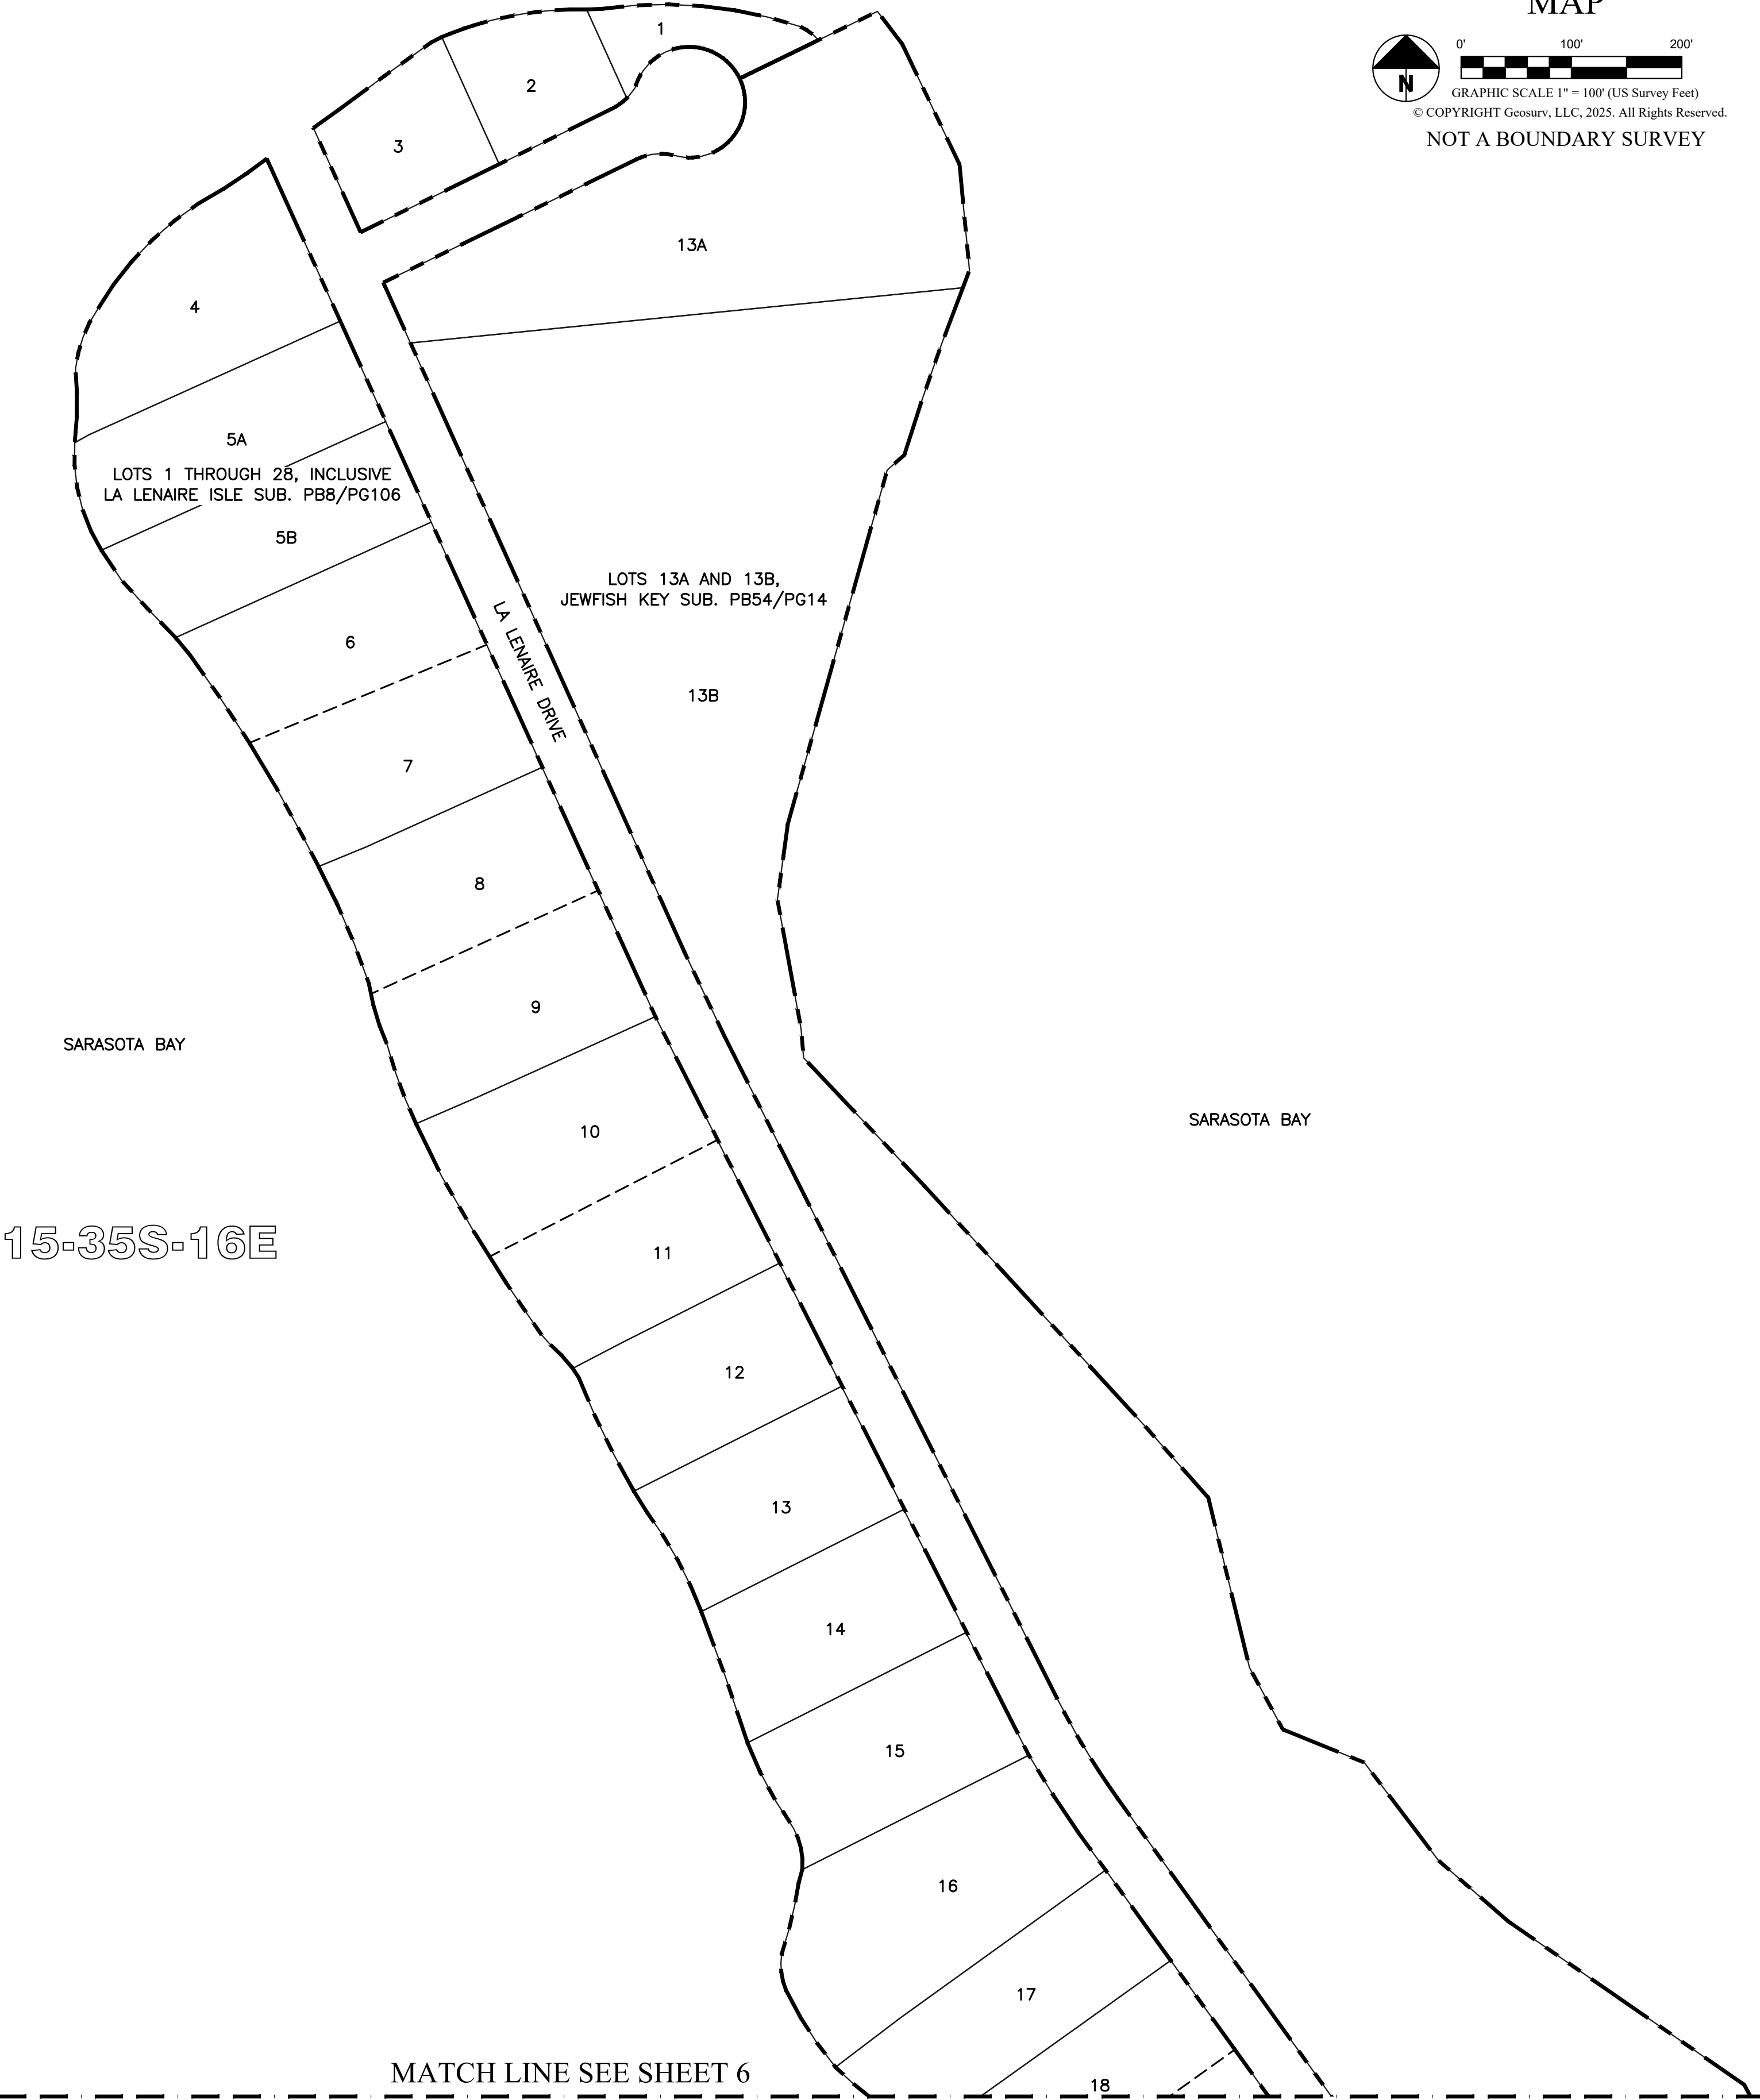 MAP
0' 100' 200'
N
GRAPHIC SCALE 1" = 100' (US Survey Feet)
© COPYRIGHT Geosurv, LLC, 2025. All Rights Reserved.
NOT A BOUNDARY SURVEY
1
2
3
13A
4
5A
LOTS 1 THROUGH 28, INCLUSIVE
LA LENAIRE ISLE SUB. PB8/PG106
5B
LOTS 13A AND 13B,
JEWFISH KEY SUB. PB54/PG14
6
LA LENAIRE DRIVE
13B
7
8
9
SARASOTA BAY
SARASOTA BAY
10
15-35S-16E
11
12
13
14
15
16
17
MATCH LINE SEE SHEET 6
18